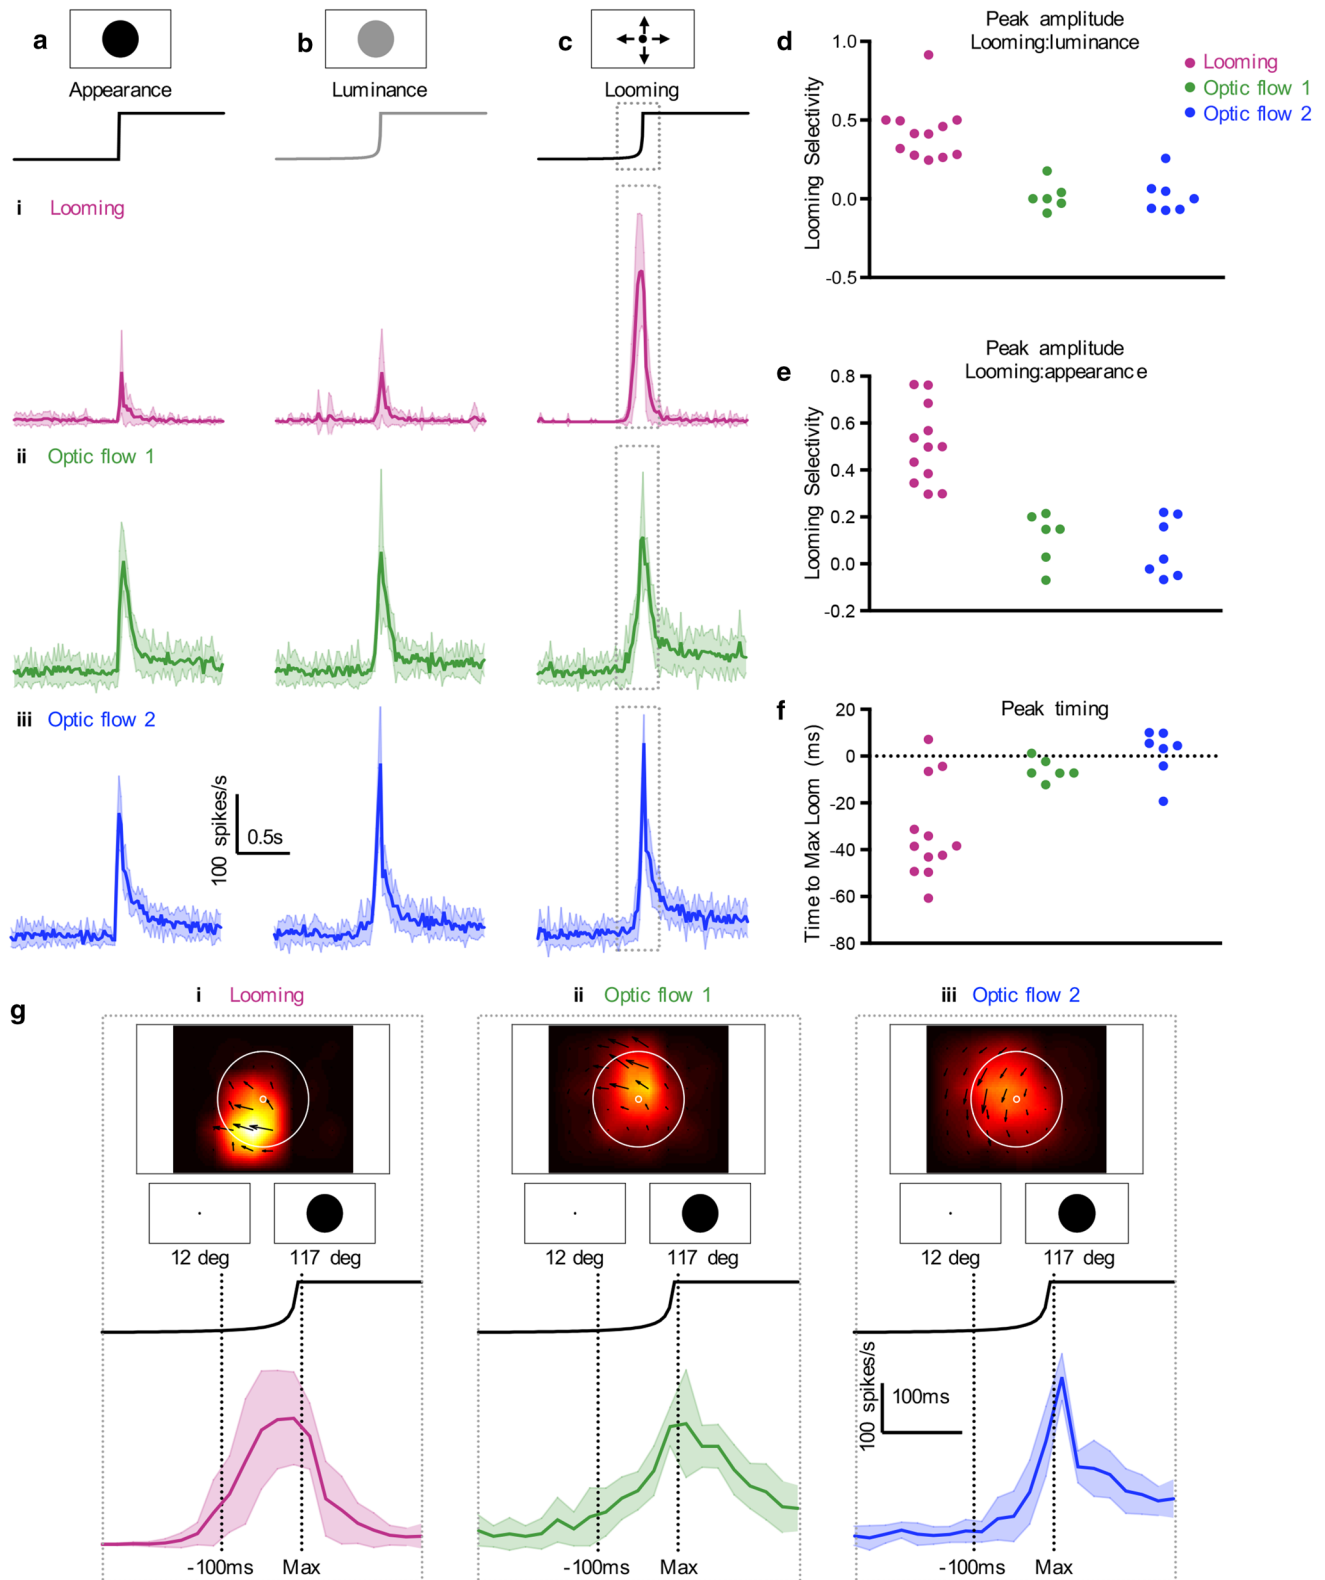 a
Appearance
b
Luminance
c
Looming
i Looming
ii Optic flow 1
iii Optic flow 2
100 spikes/s
0.5s
d
Peak amplitude
Looming:luminance
Looming
Optic flow 1
Optic flow 2
Looming Selectivity
1.0
0.5
0.0
-0.5
e
Peak amplitude
Looming:appearance
Looming Selectivity
0.8
0.6
0.4
0.2
0.0
-0.2
f
Peak timing
Time to Max Loom (ms)
20
0
-20
-40
-60
-80
g
i Looming
12 deg 117 deg
-100ms Max
ii Optic flow 1
12 deg 117 deg
-100ms Max
iii Optic flow 2
12 deg 117 deg
100 spikes/s
100ms
-100ms Max